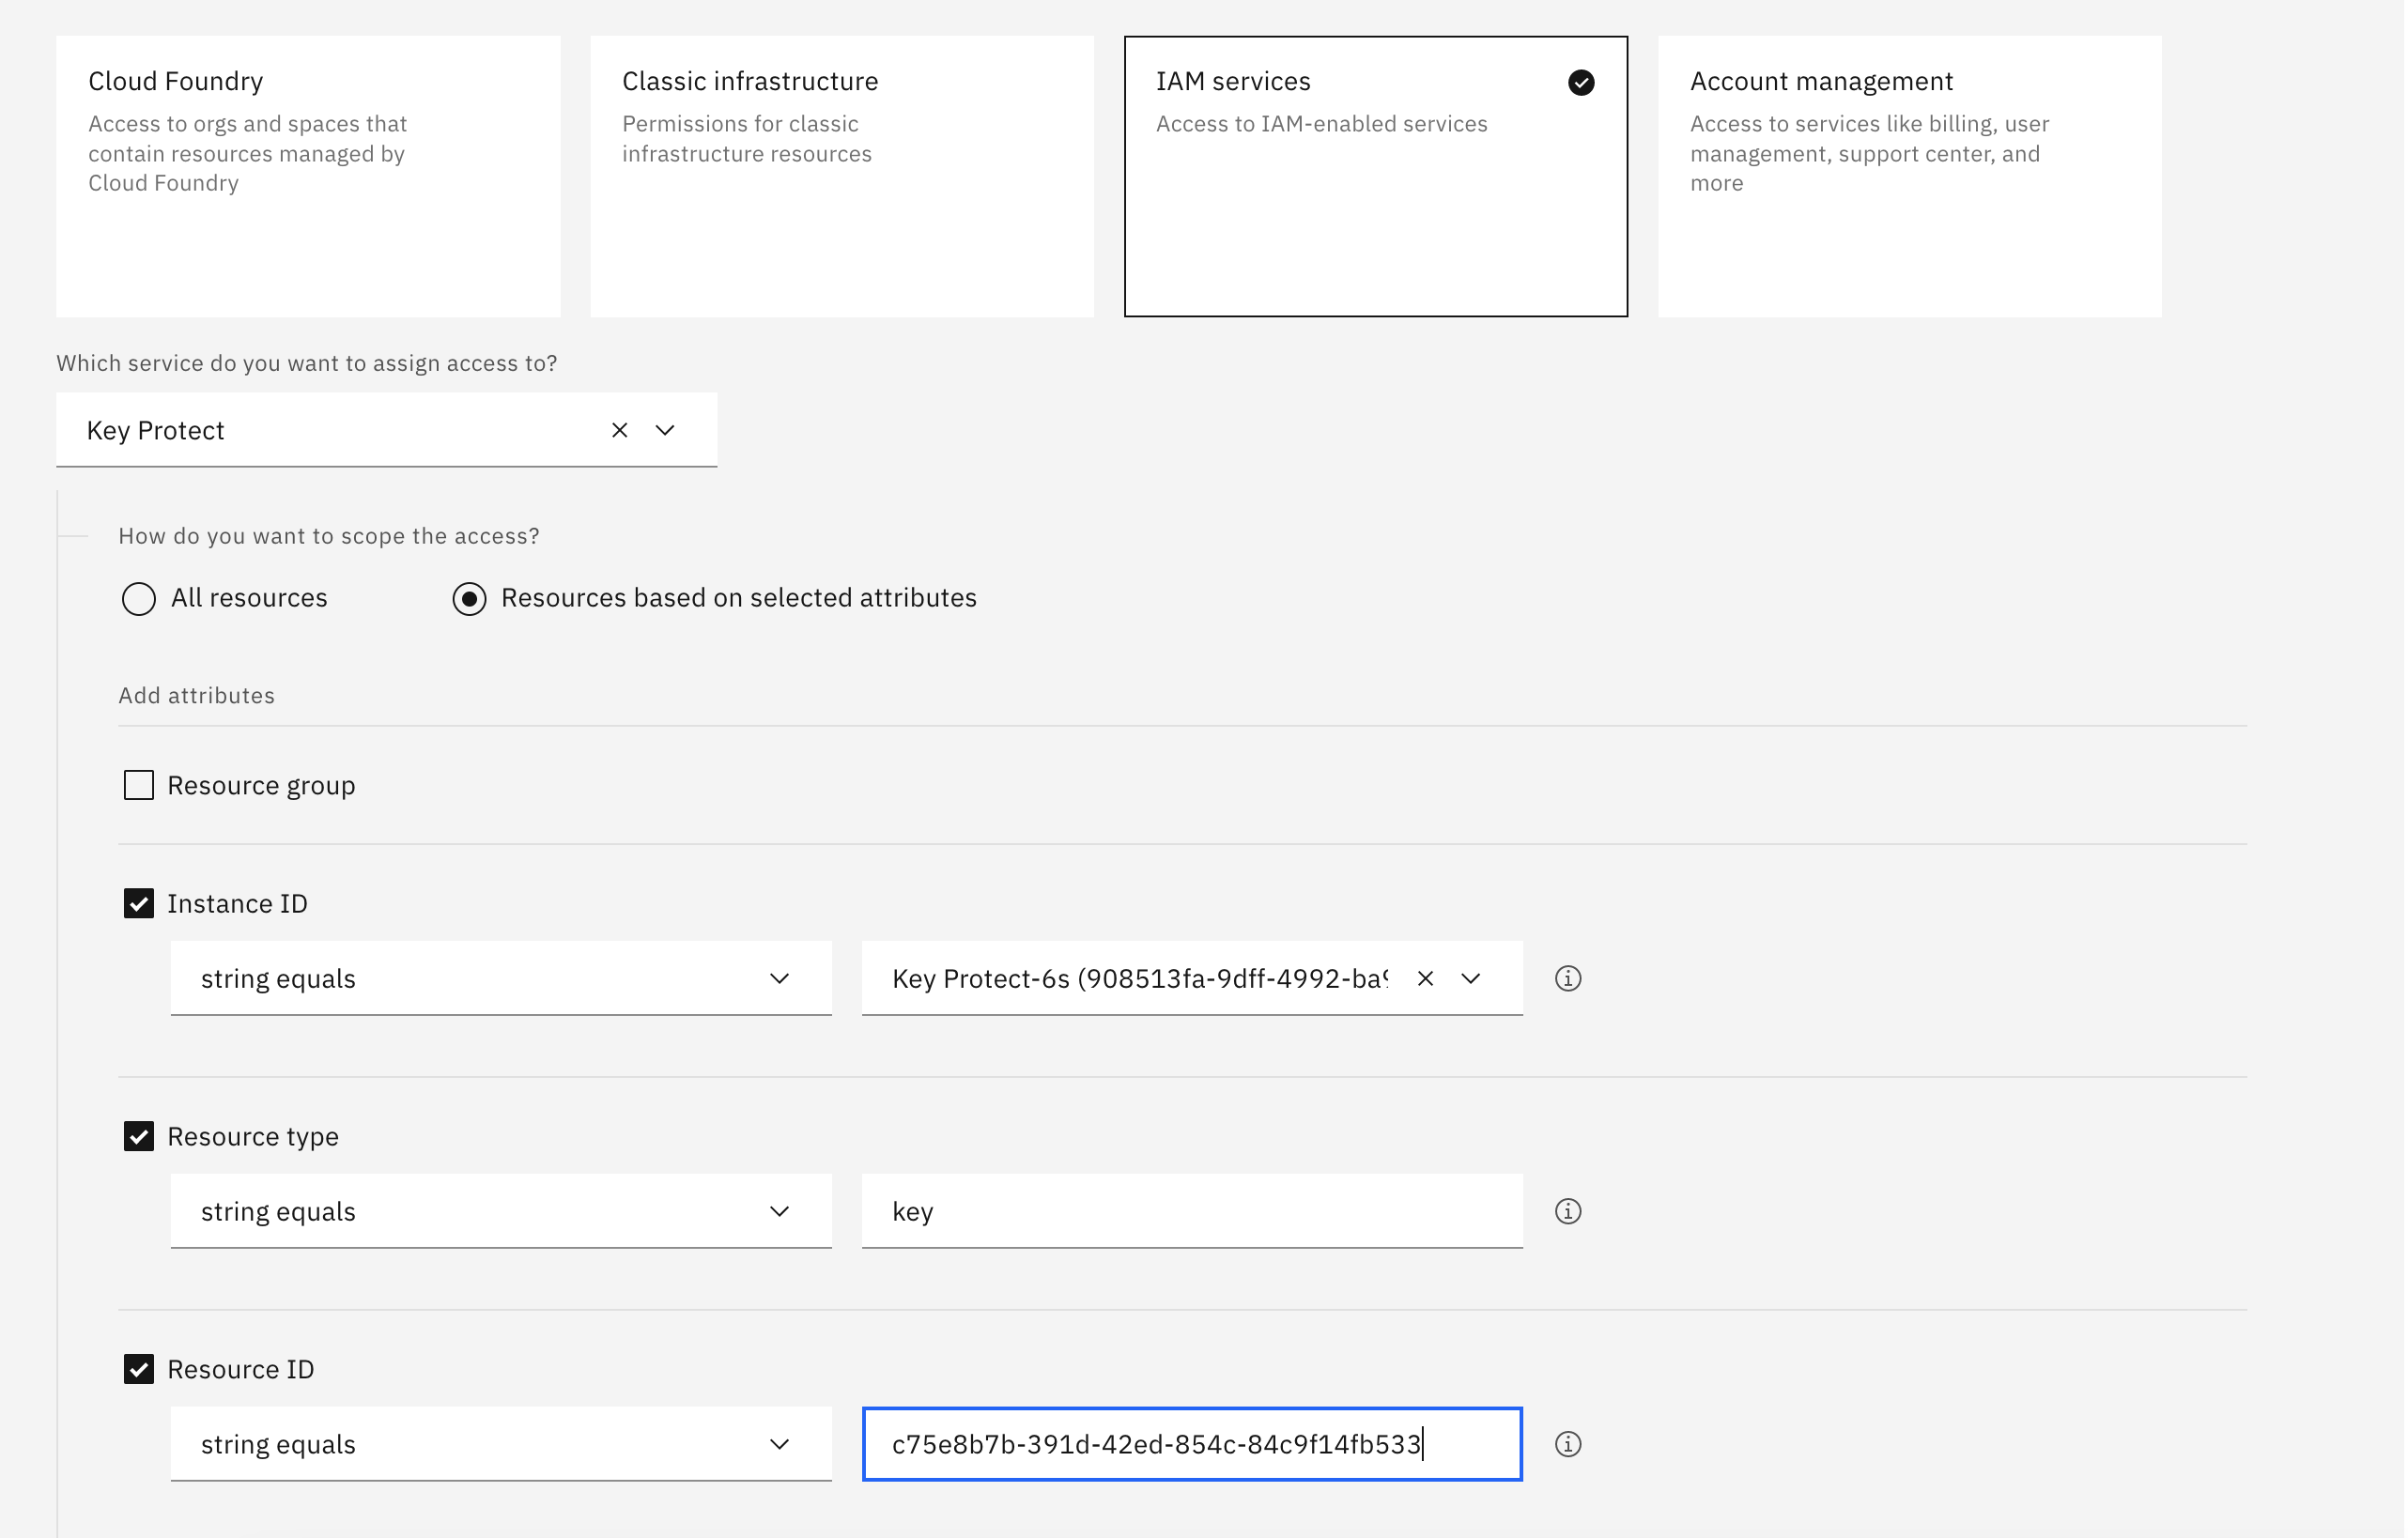 Cloud Foundry
Access to orgs and spaces that
contain resources managed by
Cloud Foundry
Classic infrastructure
Permissions for classic
infrastructure resources
IAM services
Access to IAM-enabled services
Account management
Access to services like billing, user
management, support center, and
more
Which service do you want to assign access to?
Key Protect
How do you want to scope the access?
All resources
Resources based on selected attributes
Add attributes
Resource group
Instance ID
string equals
Key Protect-6s (908513fa-9dff-4992-ba9
Resource type
string equals
key
Resource ID
string equals
c75e8b7b-391d-42ed-854c-84c9f14fb533